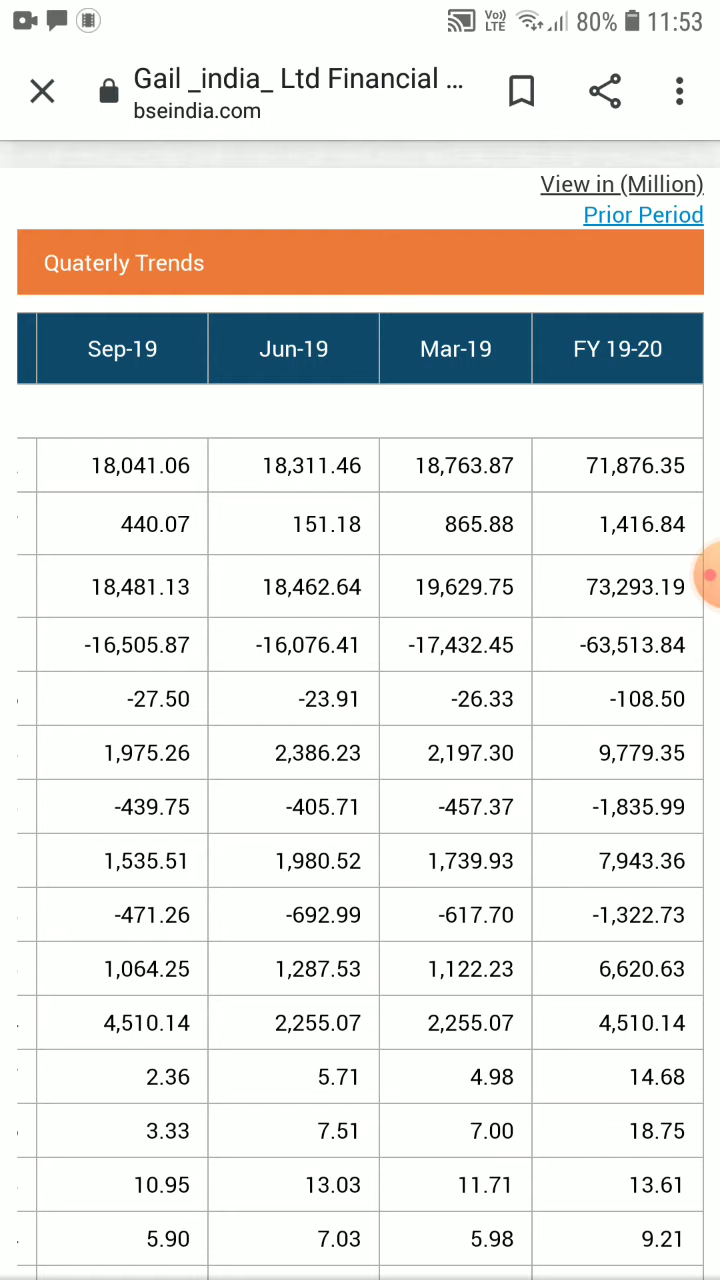 Vo))
LTE 80% 11:53
Gail _india_ Ltd Financial ...
bseindia.com
View in (Million)
Prior Period
Quaterly Trends
Sep-19 Jun-19 Mar-19 FY 19-20
18,041.06 18,311.46 18,763.87 71,876.35
440.07 151.18 865.88 1,416.84
18,481.13 18,462.64 19,629.75 73,293.19
-16,505.87 -16,076.41 -17,432.45 -63,513.84
-27.50 -23.91 -26.33 -108.50
1,975.26 2,386.23 2,197.30 9,779.35
-439.75 -405.71 -457.37 -1,835.99
1,535.51 1,980.52 1,739.93 7,943.36
-471.26 -692.99 -617.70 -1,322.73
1,064.25 1,287.53 1,122.23 6,620.63
4,510.14 2,255.07 2,255.07 4,510.14
2.36 5.71 4.98 14.68
3.33 7.51 7.00 18.75
10.95 13.03 11.71 13.61
5.90 7.03 5.98 9.21